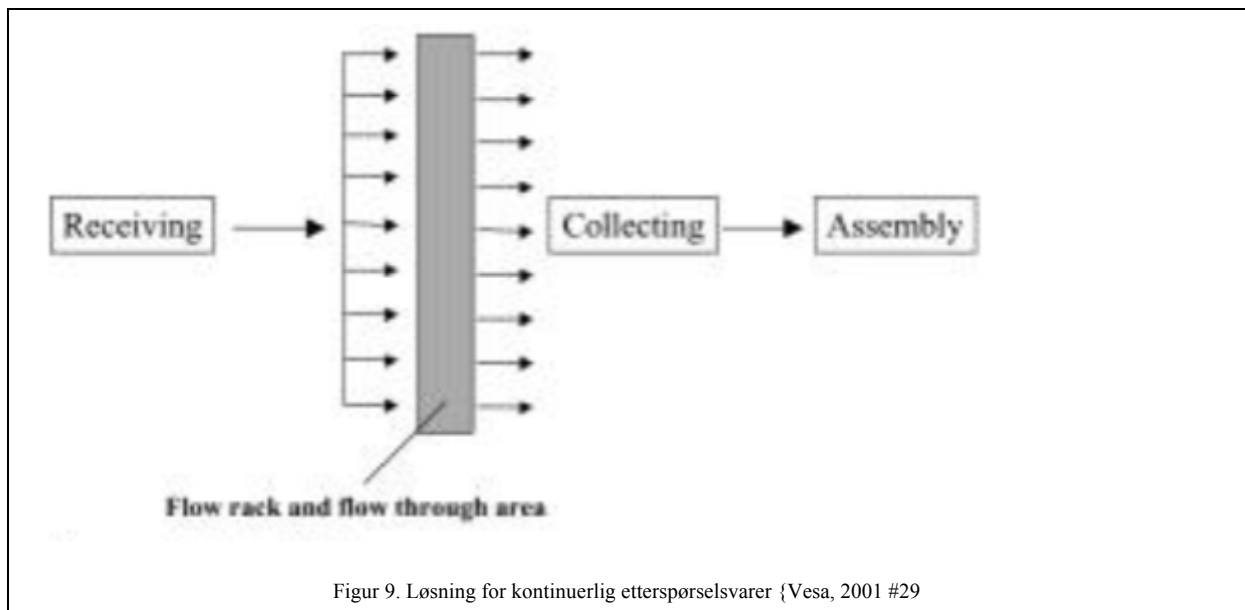 Receiving
Collecting
Assembly
Flow rack and flow through area
Figur 9. Løsning for kontinuerlig etterspørselsvarer {Vesa, 2001 #29